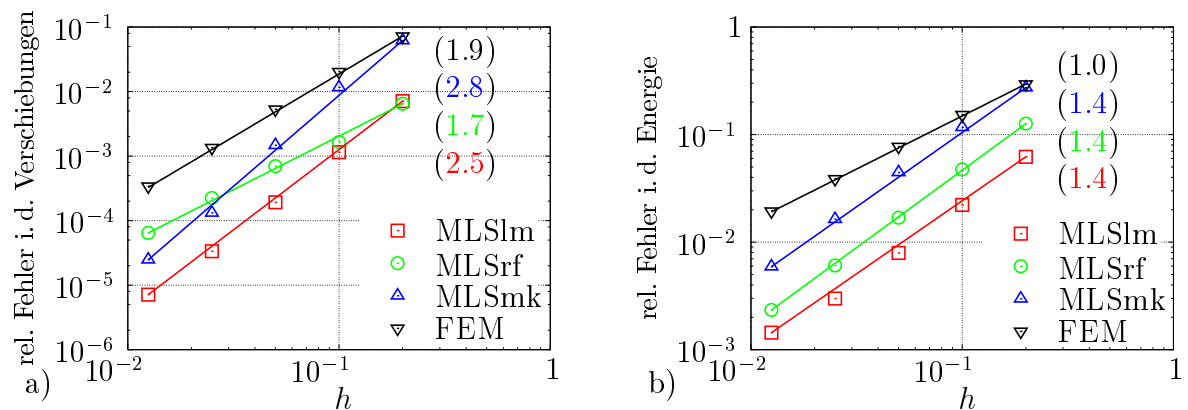 rel. Fehler i. d. Verschiebungen
10⁻¹
10⁻²
10⁻³
10⁻⁴
10⁻⁵
10⁻⁶
(1.9)
(2.8)
(1.7)
(2.5)
MLSlm
MLSrf
MLSmk
FEM
10⁻²
10⁻¹
1
a)
h
rel. Fehler i. d. Energie
1
10⁻¹
10⁻²
10⁻³
(1.0)
(1.4)
(1.4)
(1.4)
MLSlm
MLSrf
MLSmk
FEM
10⁻²
10⁻¹
1
b)
h